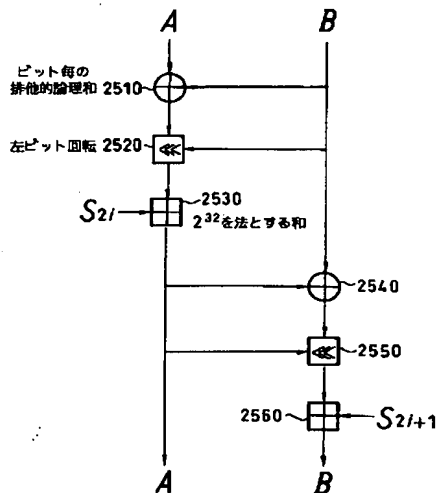 A B
ビット毎の
排他的論理和 2510
左ビット回転 2520
2530
S2i
2^32を法とする和
2540
2550
2560
S2i+1
A B